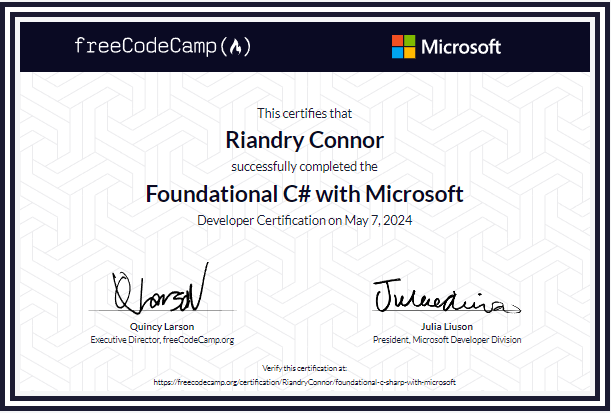 freeCodeCamp(🔥)
Microsoft
This certifies that
Riandry Connor
successfully completed the
Foundational C# with Microsoft
Developer Certification on May 7, 2024
Quincy Larson
Executive Director, freeCodeCamp.org
Julia Liuson
President, Microsoft Developer Division
Verify this certification at:
https://freecodecamp.org/certification/RiandryConnor/foundational-c-sharp-with-microsoft